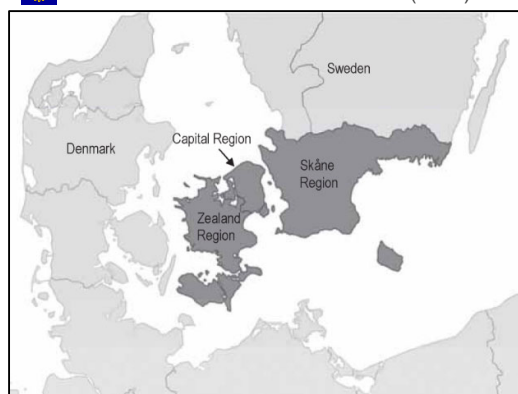 Sweden
Capital Region
Denmark
Skåne
Region
Zealand
Region